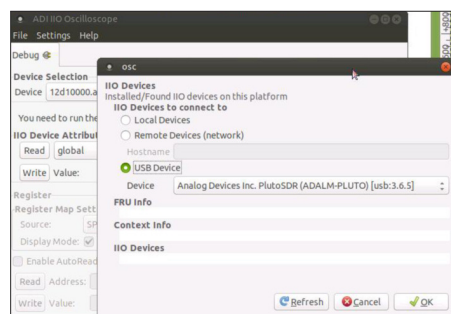 ADI IIO Oscilloscope
File Settings Help
Debug
Device Selection
Device 12d10000.a
You need to run the
IIO Device Attribut
Read global
Write Value:
Register
Register Map Sett
Source: SP
Display Mode:
Enable AutoRead
Read Address:
Write Value:
osc
IIO Devices
Installed/Found IIO devices on this platform
IIO Devices to connect to
Local Devices
Remote Devices (network)
Hostname
USB Device
Device Analog Devices Inc. PlutoSDR (ADALM-PLUTO) [usb:3.6.5]
FRU Info
Context Info
IIO Devices
Refresh Cancel OK